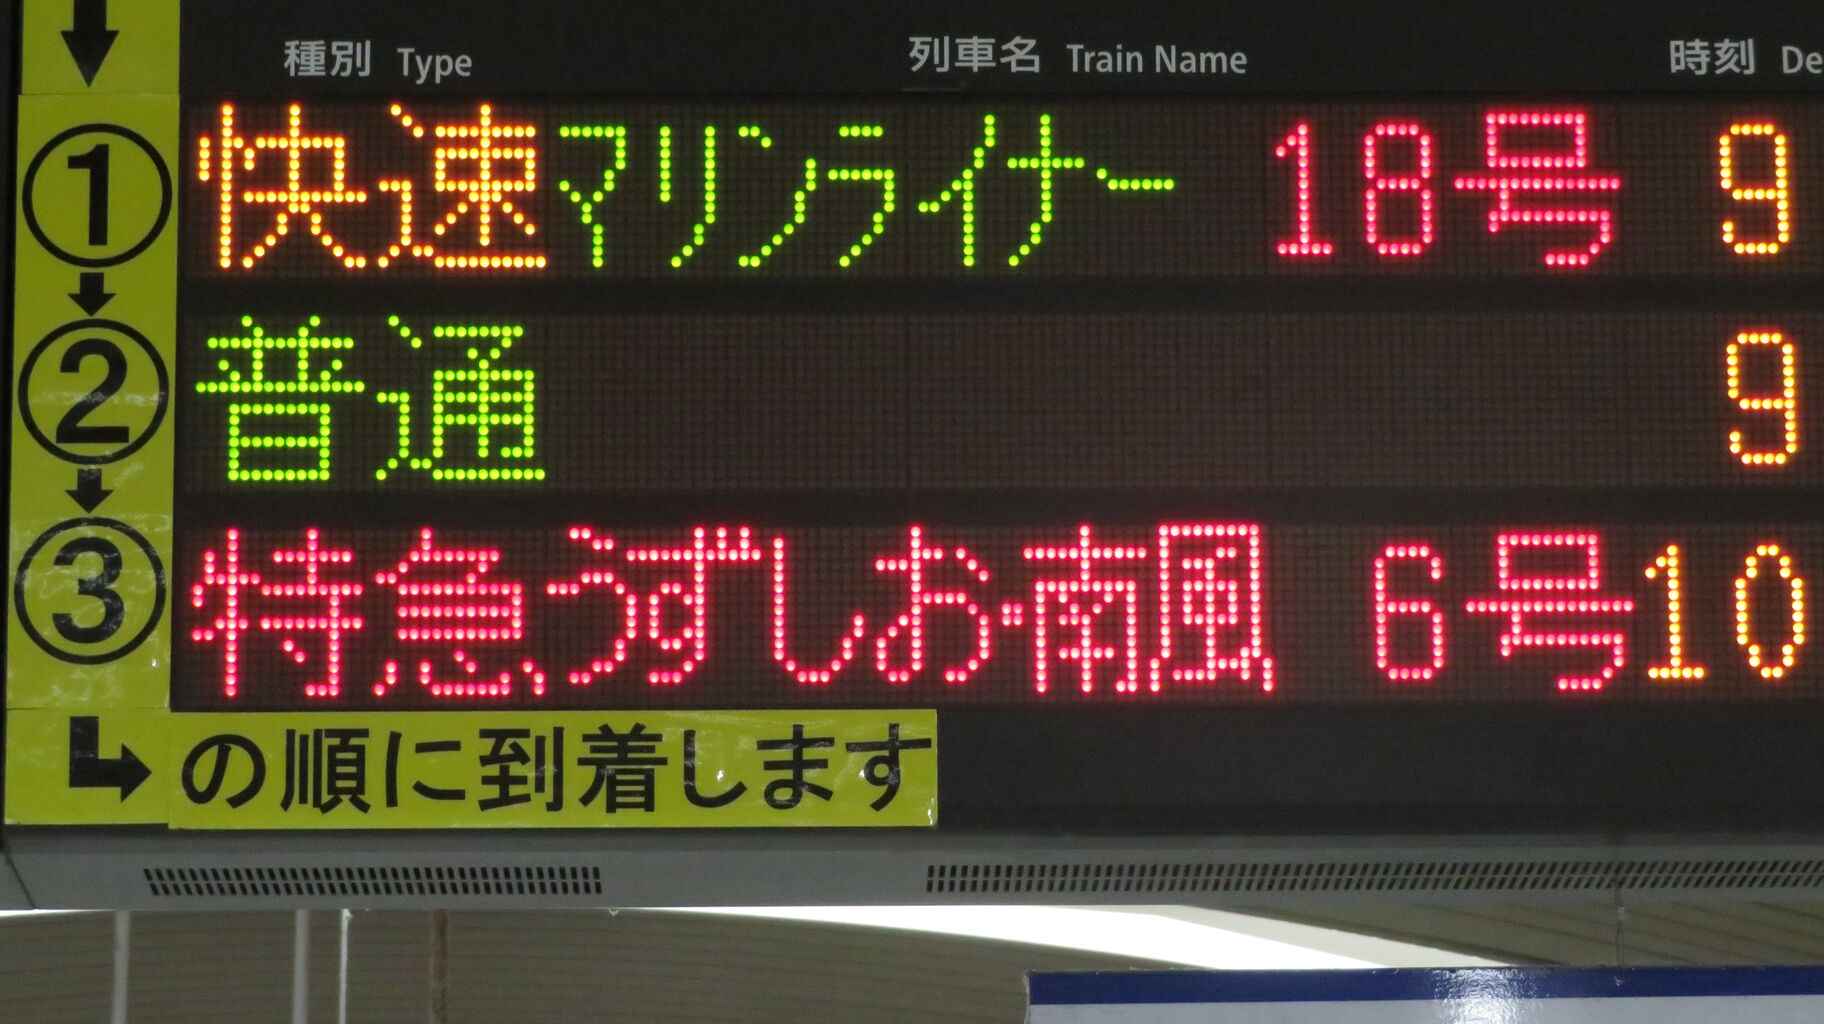 種別 Type 列車名 Train Name 時刻 De
① 快速 マリンライナー 18号 9
② 普通 9
③ 特急 うずしお・南風 6号 10
の順に到着します